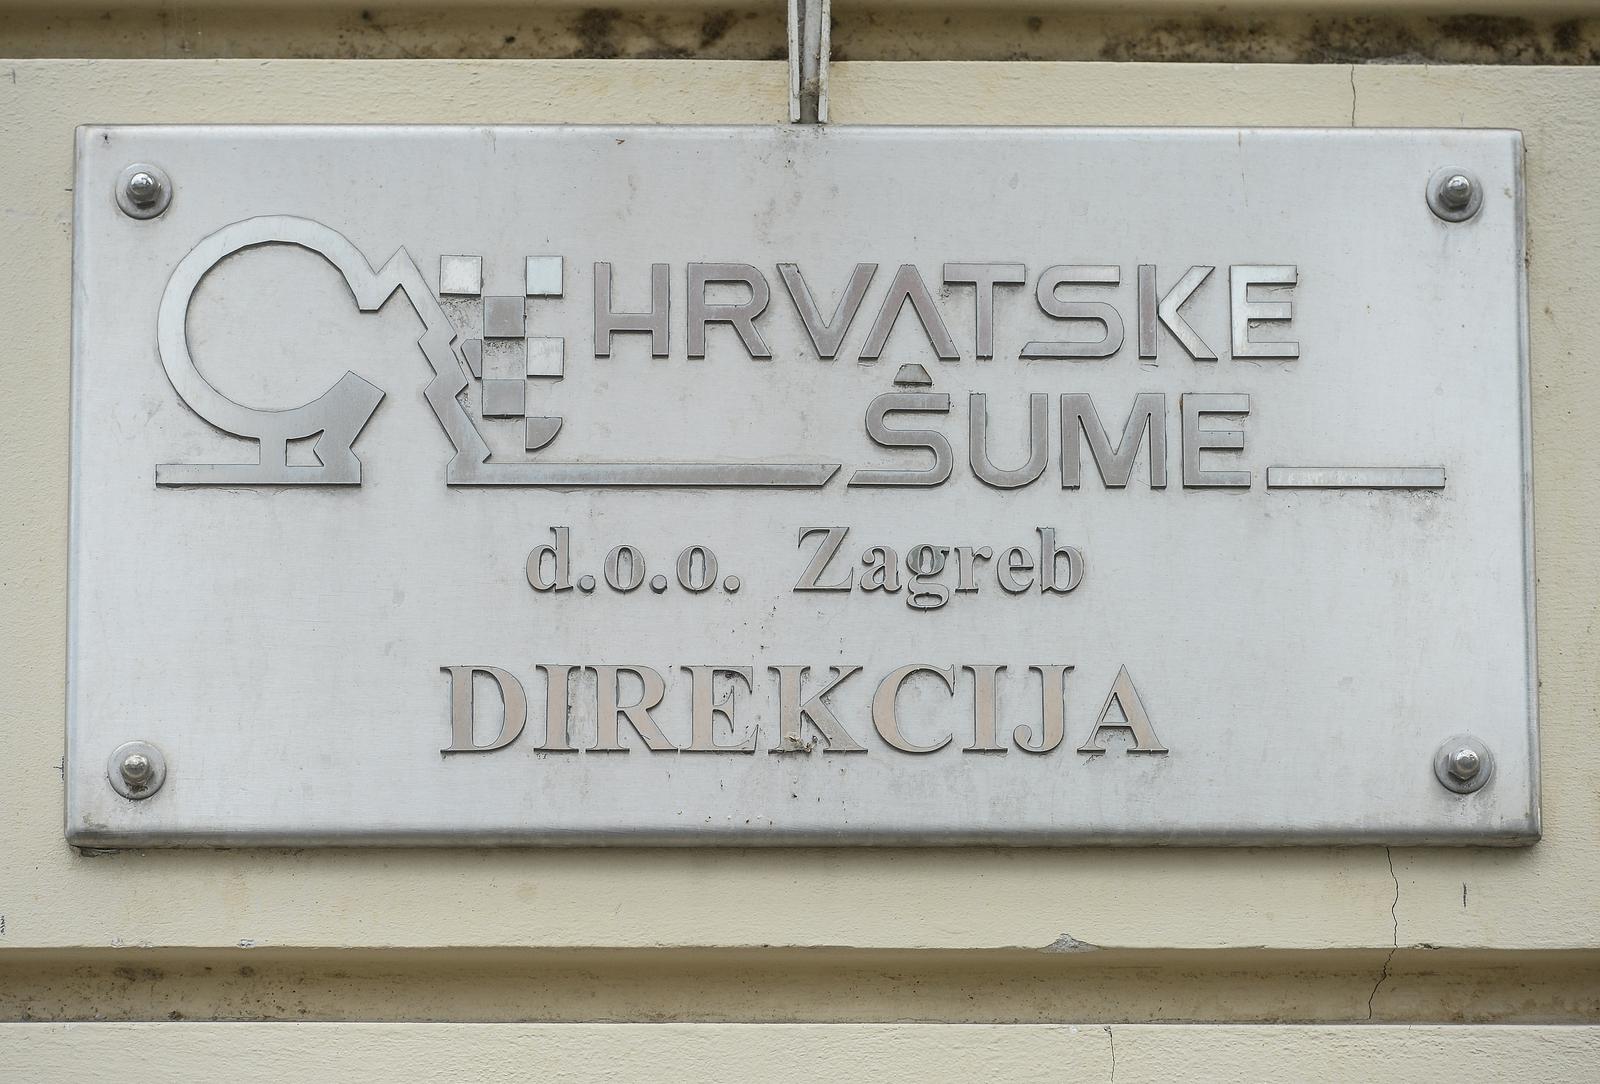 HRVATSKE
ŠUME
d.o.o. Zagreb
DIREKCIJA